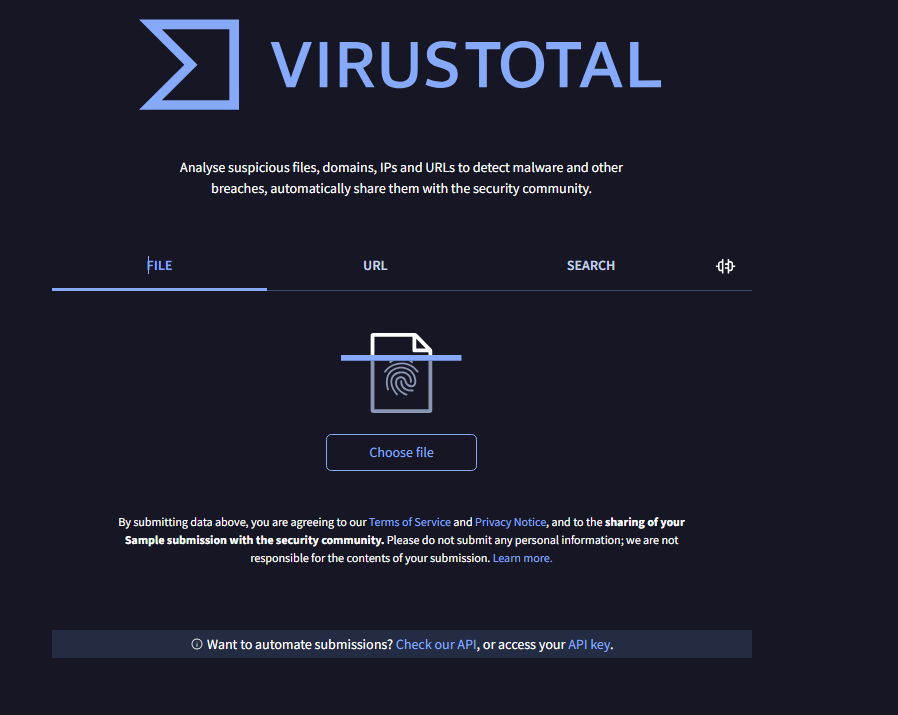 VIRUSTOTAL
Analyse suspicious files, domains, IPs and URLs to detect malware and other
breaches, automatically share them with the security community.
FILE
URL
SEARCH
Choose file
By submitting data above, you are agreeing to our Terms of Service and Privacy Notice, and to the sharing of your
Sample submission with the security community. Please do not submit any personal information; we are not
responsible for the contents of your submission. Learn more.
Want to automate submissions? Check our API, or access your API key.